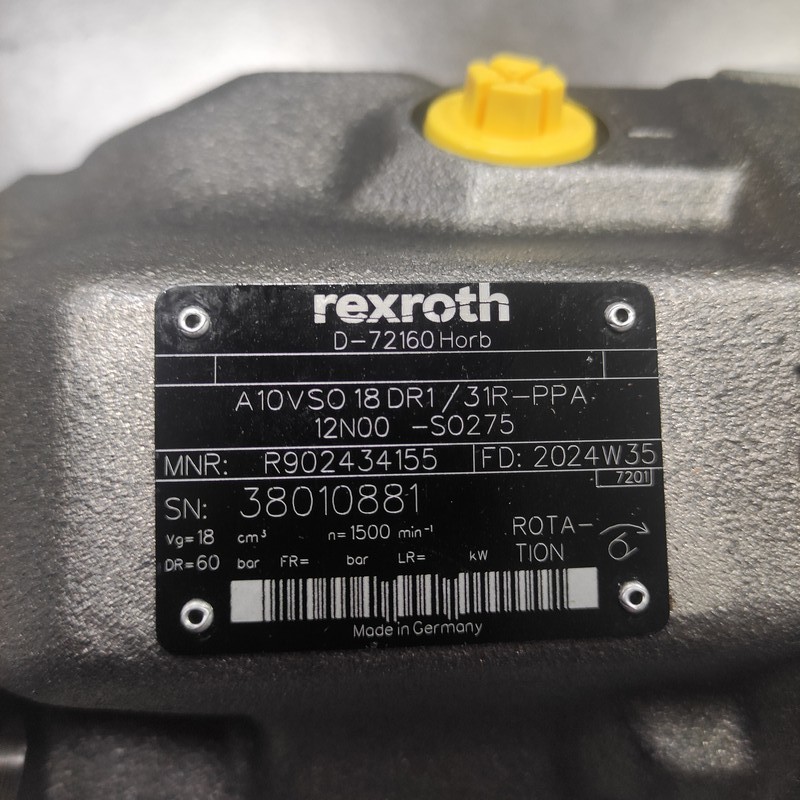 rexroth
D-72160 Horb
A10VSO 18 DR1 / 31R-PPA
12N00 -S0275
MNR: R902434155 FD: 2024W35
7201
SN: 38010881
Vg=18 cm³ n=1500 min⁻¹ ROTA-
DR=60 bar FR= bar LR= kW TION
Made in Germany